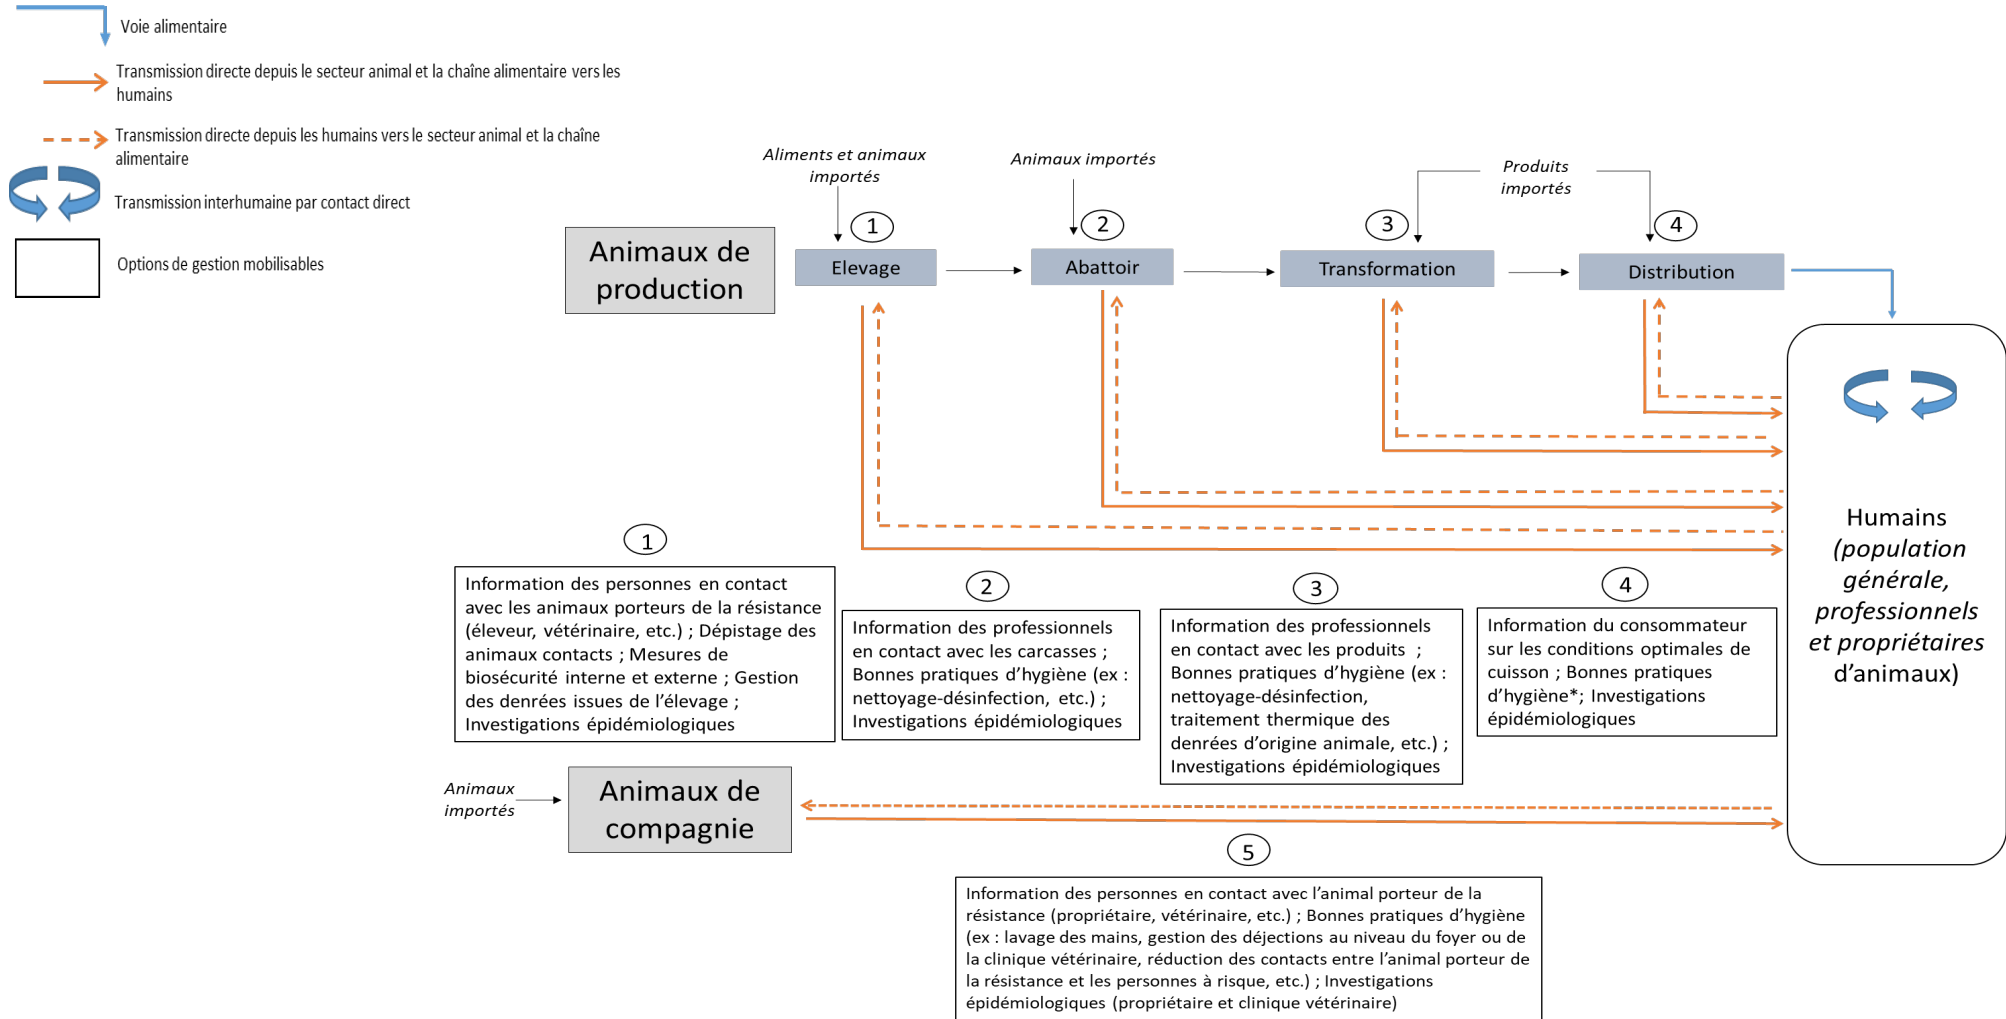 Voie alimentaire
Transmission directe depuis le secteur animal et la chaîne alimentaire vers les
humains
Transmission directe depuis les humains vers le secteur animal et la chaîne
alimentaire
Transmission interhumaine par contact direct
Options de gestion mobilisables
Aliments et animaux
importés
Animaux importés
Produits
importés
1
2
3
4
Animaux de
production
Elevage
Abattoir
Transformation
Distribution
Humains
(population
générale,
professionnels
et propriétaires
d’animaux)
1
Information des personnes en contact
avec les animaux porteurs de la résistance
(éleveur, vétérinaire, etc.) ; Dépistage des
animaux contacts ; Mesures de
biosécurité interne et externe ; Gestion
des denrées issues de l’élevage ;
Investigations épidémiologiques
2
Information des professionnels
en contact avec les carcasses ;
Bonnes pratiques d’hygiène (ex :
nettoyage-désinfection, etc.) ;
Investigations épidémiologiques
3
Information des professionnels
en contact avec les produits ;
Bonnes pratiques d’hygiène (ex :
nettoyage-désinfection,
traitement thermique des
denrées d’origine animale, etc.) ;
Investigations épidémiologiques
4
Information du consommateur
sur les conditions optimales de
cuisson ; Bonnes pratiques
d’hygiène*; Investigations
épidémiologiques
Animaux
importés
Animaux de
compagnie
5
Information des personnes en contact avec l’animal porteur de la
résistance (propriétaire, vétérinaire, etc.) ; Bonnes pratiques d’hygiène
(ex : lavage des mains, gestion des déjections au niveau du foyer ou de
la clinique vétérinaire, réduction des contacts entre l’animal porteur de
la résistance et les personnes à risque, etc.) ; Investigations
épidémiologiques (propriétaire et clinique vétérinaire)